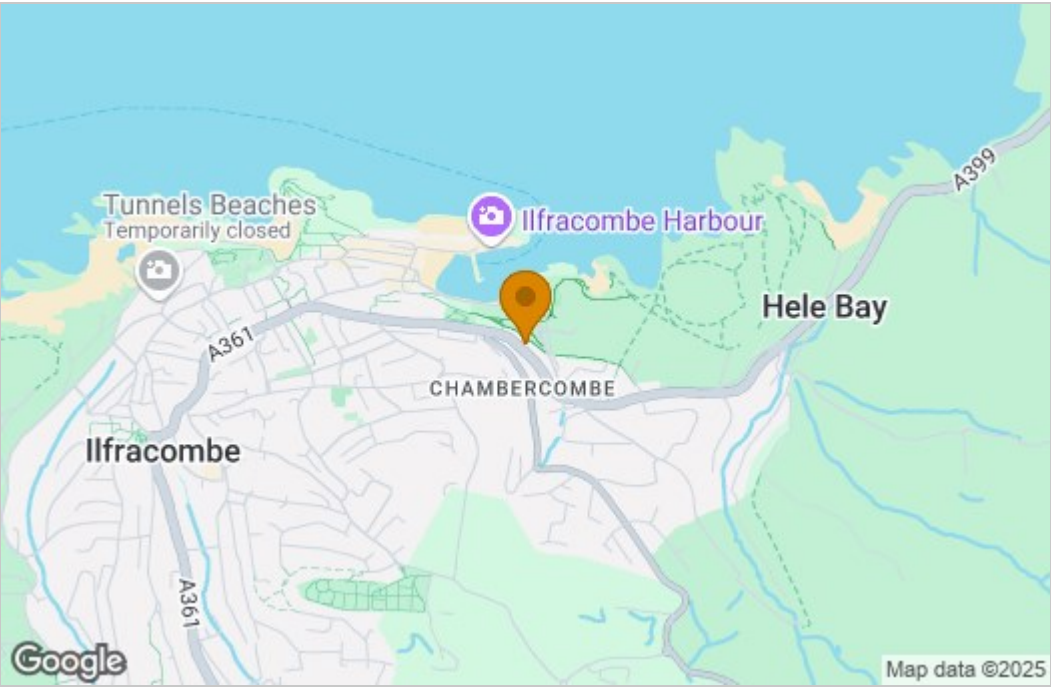 A399
Tunnels Beaches
Temporarily closed
Ilfracombe Harbour
Hele Bay
A361
CHAMBERCOMBE
Ilfracombe
A361
Google
Map data ©2025